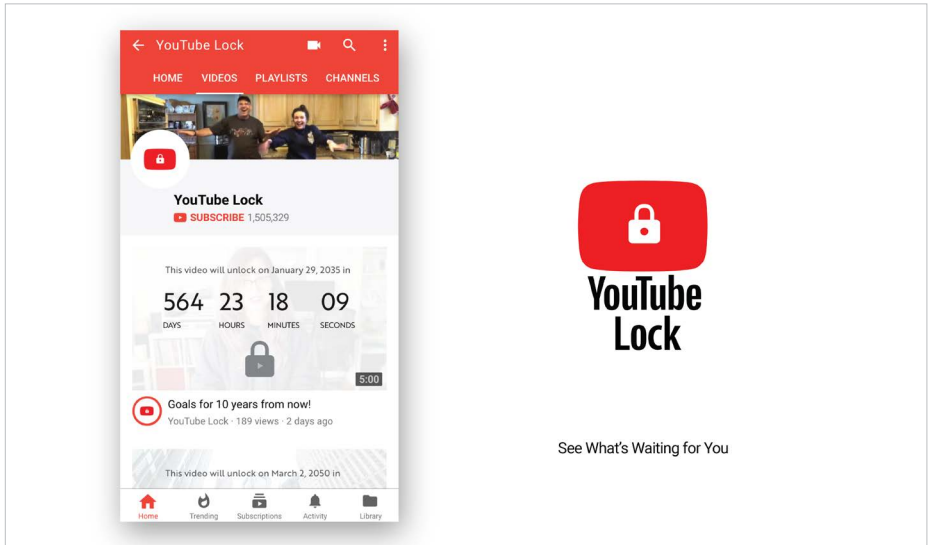 YouTube Lock
HOME VIDEOS PLAYLISTS CHANNELS
YouTube Lock
SUBSCRIBE 1,505,329
This video will unlock on January 29, 2035 in
564 23 18 09
DAYS HOURS MINUTES SECONDS
5:00
Goals for 10 years from now!
YouTube Lock · 189 views · 2 days ago
This video will unlock on March 2, 2050 in
Home Trending Subscriptions Activity Library
YouTube
Lock
See What's Waiting for You